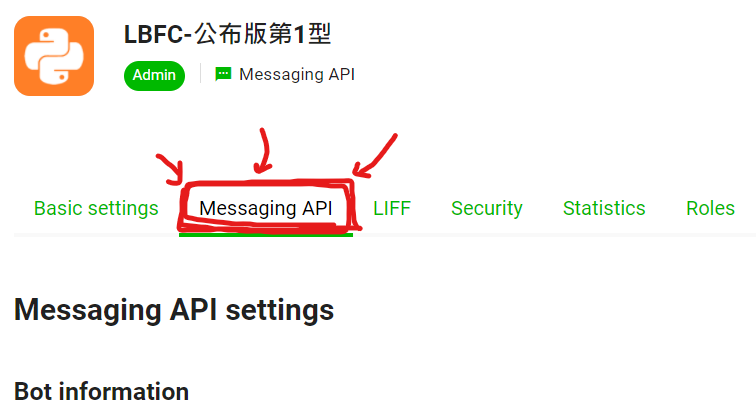 LBFC-公布版第1型
Admin Messaging API
Basic settings Messaging API LIFF Security Statistics Roles
Messaging API settings
Bot information